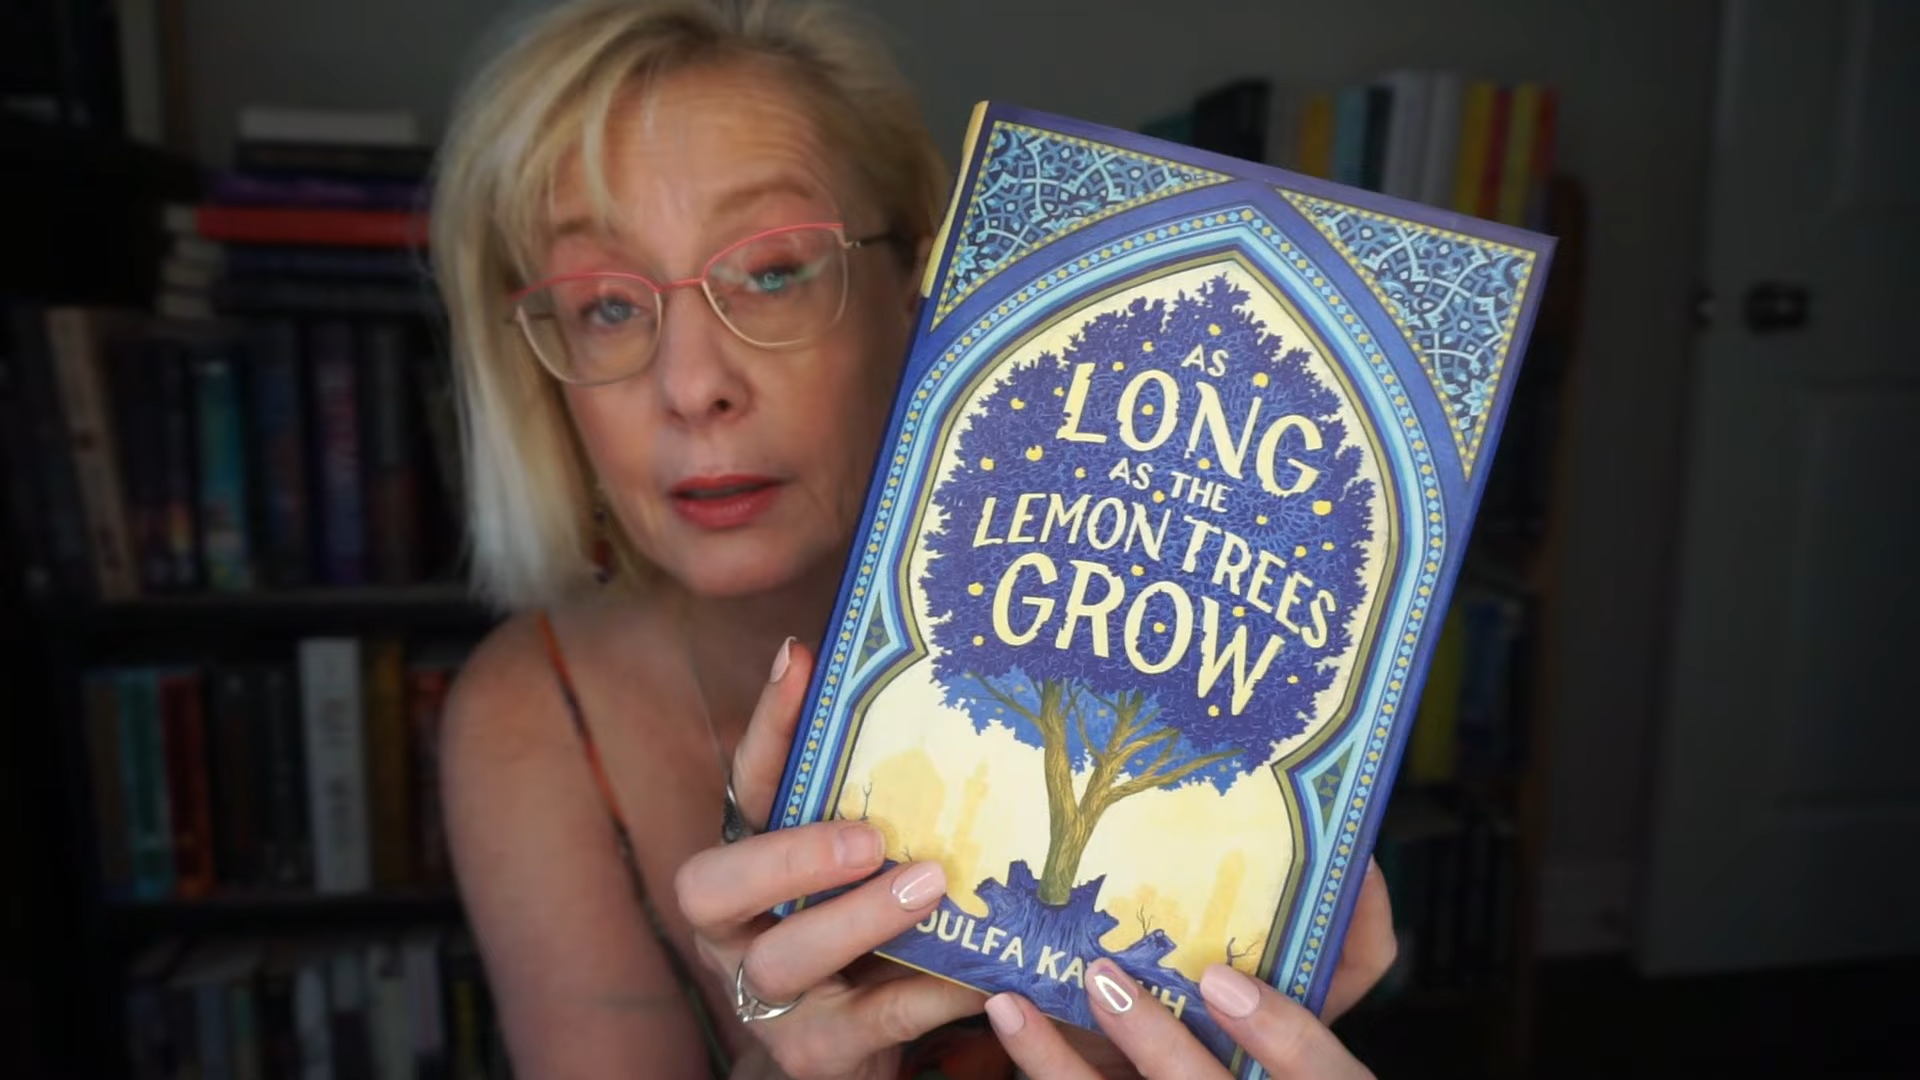 AS
LONG
AS THE
LEMON TREES
GROW